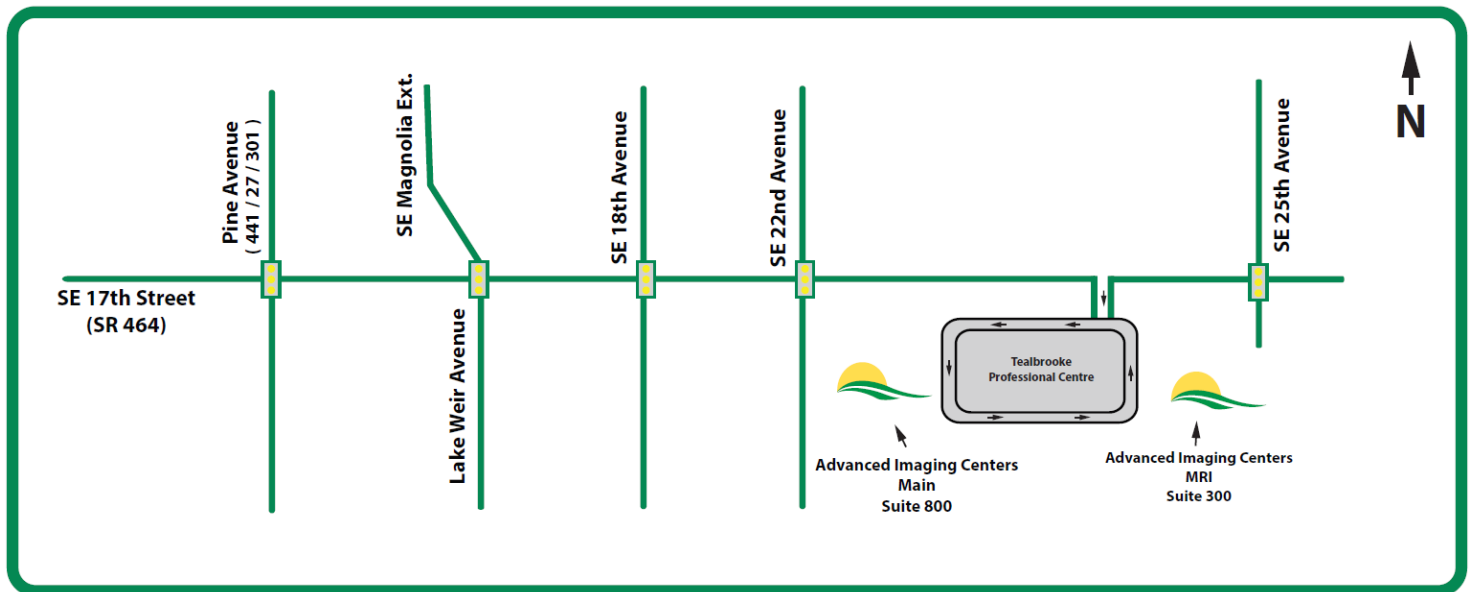 Pine Avenue
( 441 / 27 / 301 )
SE Magnolia Ext.
SE 18th Avenue
SE 22nd Avenue
SE 25th Avenue
N
SE 17th Street
(SR 464)
Lake Weir Avenue
Tealbrooke
Professional Centre
Advanced Imaging Centers
Main
Suite 800
Advanced Imaging Centers
MRI
Suite 300